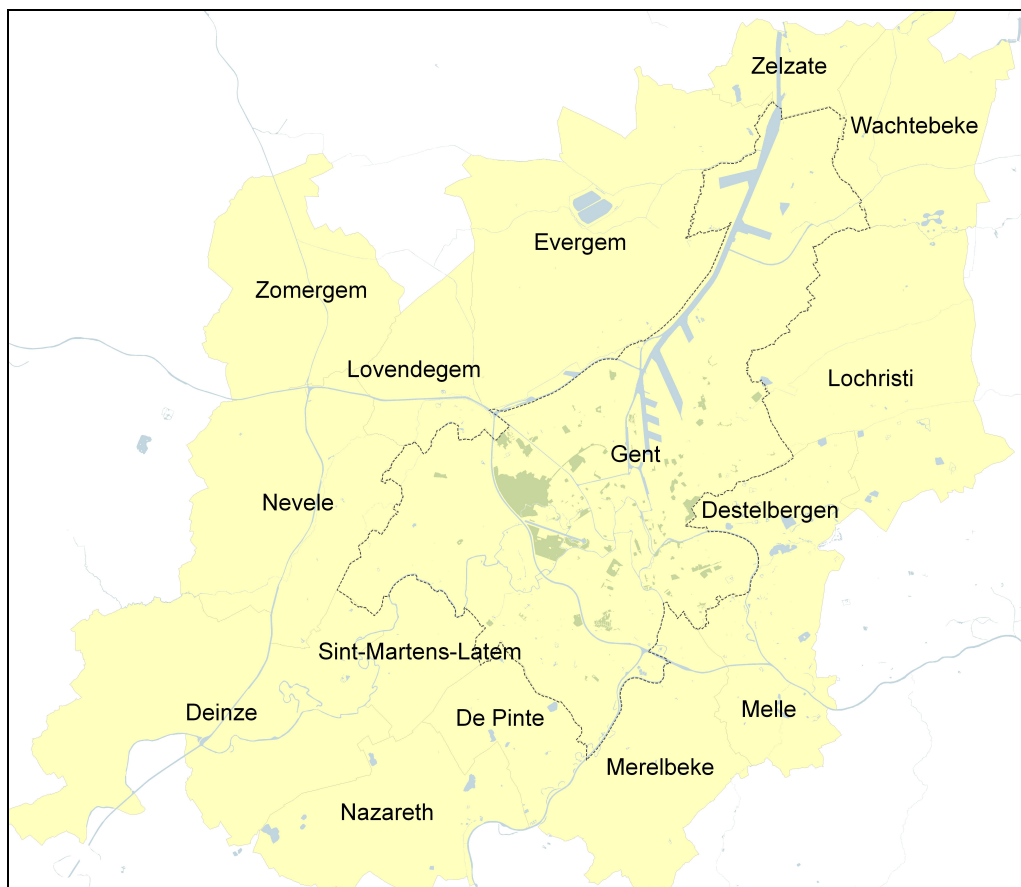 Zelzate
Wachtebeke
Evergem
Zomergem
Lovendegem
Lochristi
Gent
Nevele
Destelbergen
Sint-Martens-Latem
Deinze
De Pinte
Melle
Merelbeke
Nazareth